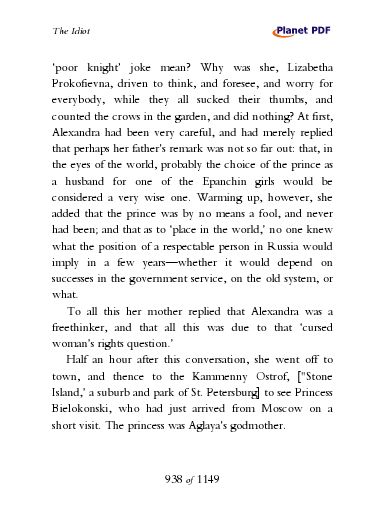 The Idiot
Planet PDF
‘poor knight’ joke mean? Why was she, Lizabetha
Prokofievna, driven to think, and foresee, and worry for
everybody, while they all sucked their thumbs, and
counted the crows in the garden, and did nothing? At first,
Alexandra had been very careful, and had merely replied
that perhaps her father’s remark was not so far out: that, in
the eyes of the world, probably the choice of the prince as
a husband for one of the Epanchin girls would be
considered a very wise one. Warming up, however, she
added that the prince was by no means a fool, and never
had been; and that as to ‘place in the world,’ no one knew
what the position of a respectable person in Russia would
imply in a few years—whether it would depend on
successes in the government service, on the old system, or
what.
To all this her mother replied that Alexandra was a
freethinker, and that all this was due to that ‘cursed
woman’s rights question.’
Half an hour after this conversation, she went off to
town, and thence to the Kammenny Ostrof, ["Stone
Island,’ a suburb and park of St. Petersburg] to see Princess
Bielokonski, who had just arrived from Moscow on a
short visit. The princess was Aglaya’s godmother.
938 of 1149